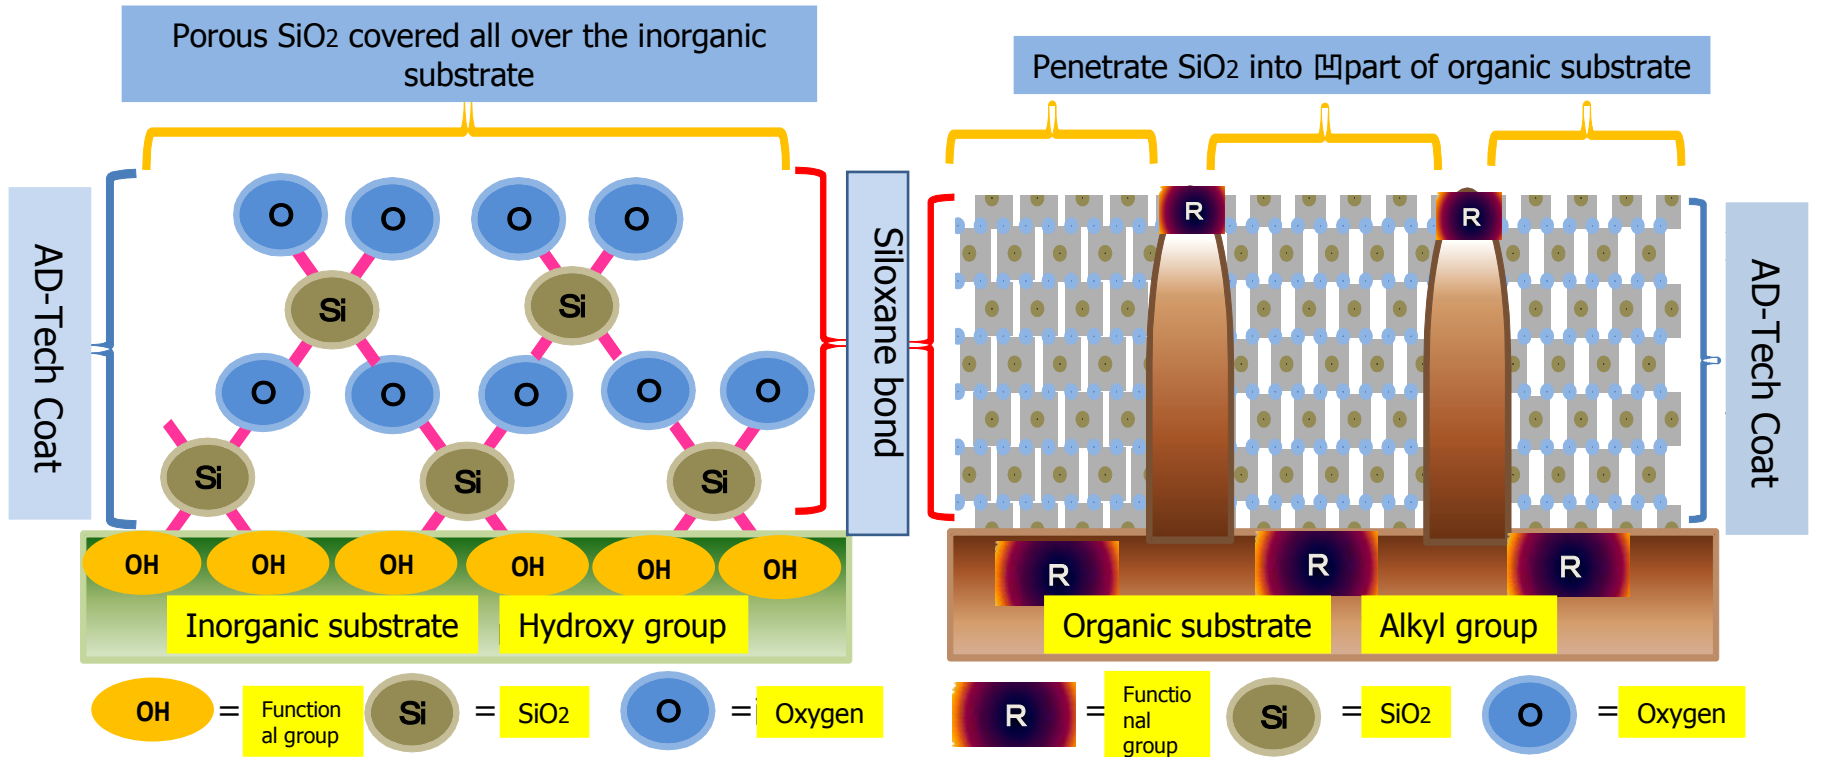 Porous SiO2 covered all over the inorganic
substrate
Penetrate SiO2 into 凹part of organic substrate
AD-Tech Coat
O
O
O
O
Si
Si
O
O
O
O
O
Si
Si
Si
OH
OH
OH
OH
OH
OH
Inorganic substrate
Hydroxy group
Siloxane bond
R
R
AD-Tech Coat
R
R
R
Organic substrate
Alkyl group
OH
=
Function
al group
Si
=
SiO2
O
=
Oxygen
R
=
Functio
nal
group
Si
=
SiO2
O
=
Oxygen